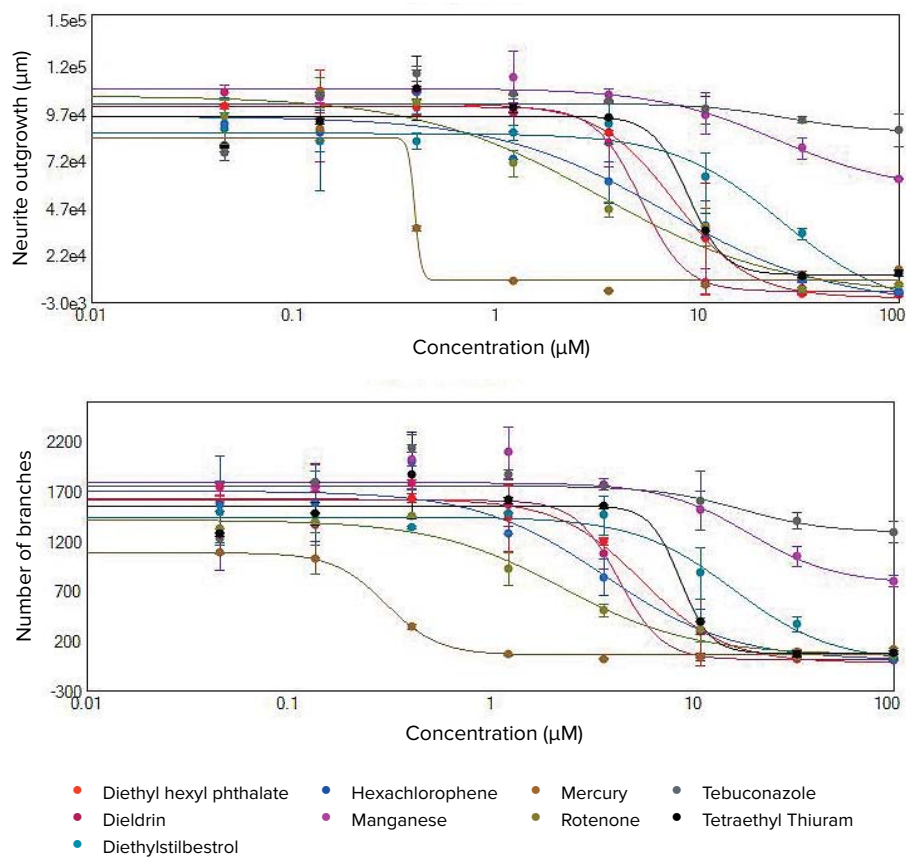 1.5e5
1.2e5
9.7e4
7.2e4
4.7e4
2.2e4
-3.0e3
Neurite outgrowth (µm)
0.01 0.1 1 10 100
Concentration (µM)
2200
1700
1200
700
200
-300
Number of branches
0.01 0.1 1 10 100
Concentration (µM)
Diethyl hexyl phthalate Hexachlorophene Mercury Tebuconazole
Dieldrin Manganese Rotenone Tetraethyl Thiuram
Diethylstilbestrol